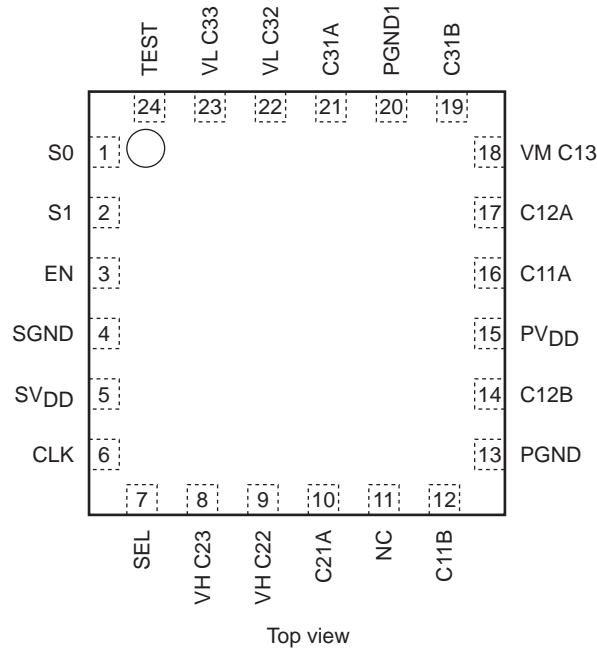 TEST
VL C33
VL C32
C31A
PGND1
C31B
24
23
22
21
20
19
S0 1
18 VM C13
S1 2
17 C12A
EN 3
16 C11A
SGND 4
15 PVDD
SVDD 5
14 C12B
CLK 6
13 PGND
7
8
9
10
11
12
SEL
VH C23
VH C22
C21A
NC
C11B
Top view